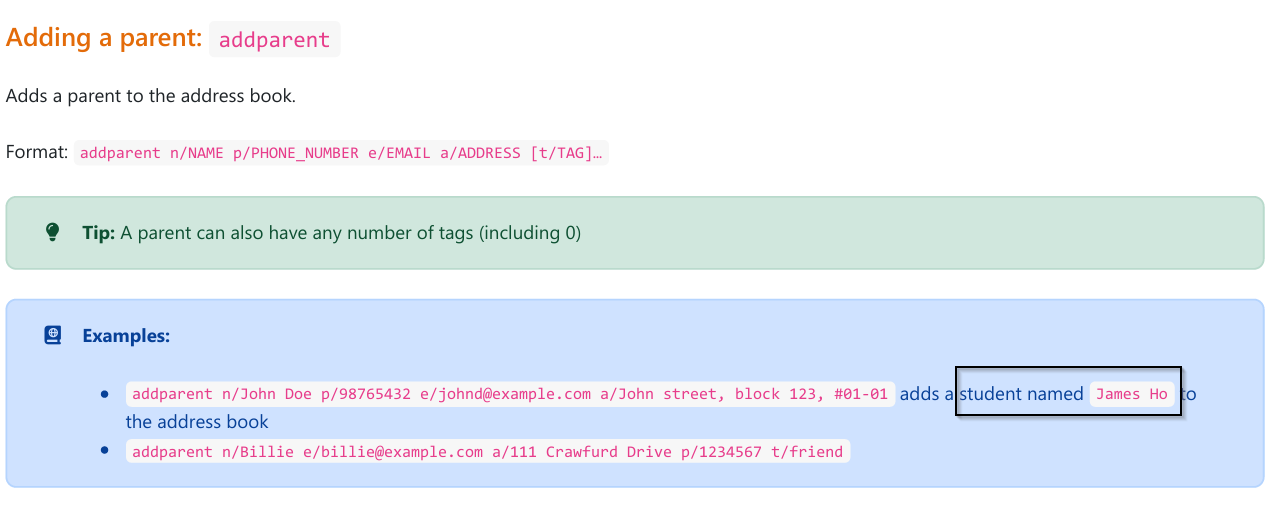 Adding a parent: addparent
Adds a parent to the address book.
Format: addparent n/NAME p/PHONE_NUMBER e/EMAIL a/ADDRESS [t/TAG]…
Tip: A parent can also have any number of tags (including 0)
Examples:
addparent n/John Doe p/98765432 e/johnd@example.com a/John street, block 123, #01-01 adds a student named James Ho to
the address book
addparent n/Billie e/billie@example.com a/111 Crawfurd Drive p/1234567 t/friend